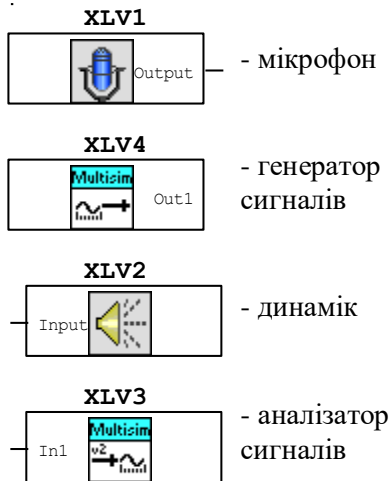 XLV1
Output
- мікрофон
XLV4
Multisim
Out1
- генератор
сигналів
XLV2
Input
- динамік
XLV3
Multisim
In1
v2
- аналізатор
сигналів